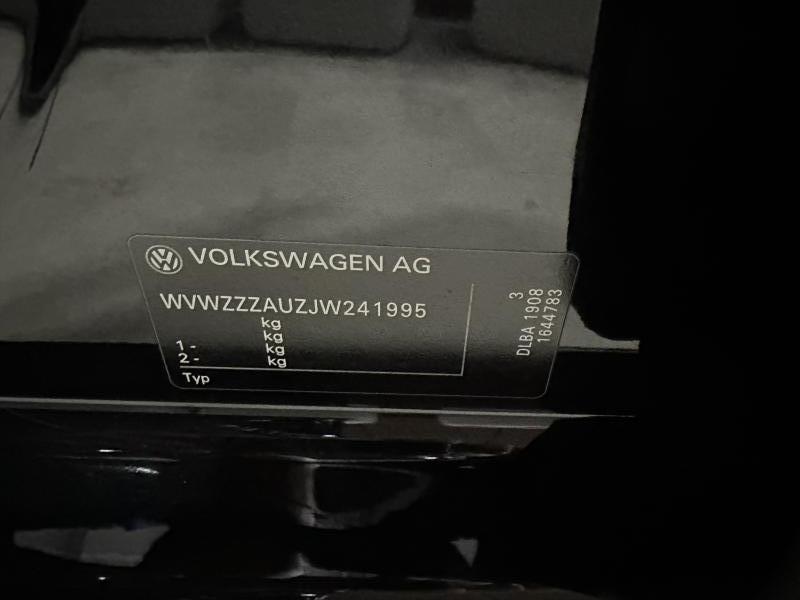 VOLKSWAGEN AG
WVWZZZAUZJW241995
kg
kg
1 - kg
2 - kg
Typ
3
DLBA 1908
1644783